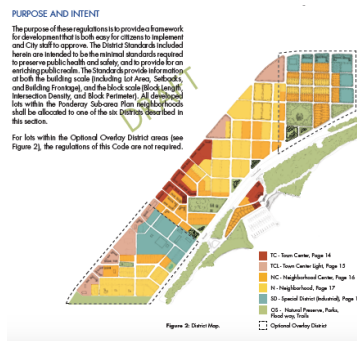 PURPOSE AND INTENT
The purpose of these regulations is to provide a framework
for development that is both easy for citizens to implement
and City staff to approve. The District Standards included
herein are intended to be the minimal standards required
to preserve public health and safety, and to provide for an
enriching public realm. The Standards provide information
at both the building scale (including Lot Area, Setbacks,
and Building Frontage), and the block scale (Block Length,
Intersection Density, and Block Perimeter). All developed
lots within the Ponderay Sub-area Plan neighborhoods
shall be allocated to one of the six Districts described in
this section.
For lots within the Optional Overlay District areas (see
Figure 2), the regulations of this Code are not required.
DRAFT
TC - Town Center, Page 14
TCL - Town Center Light, Page 15
NC - Neighborhood Center, Page 16
N - Neighborhood, Page 17
SD - Special District (Industrial), Page 1
OS - Natural Preserve, Parks,
Flood way, Trails
Optional Overlay District
Figure 2: District Map.